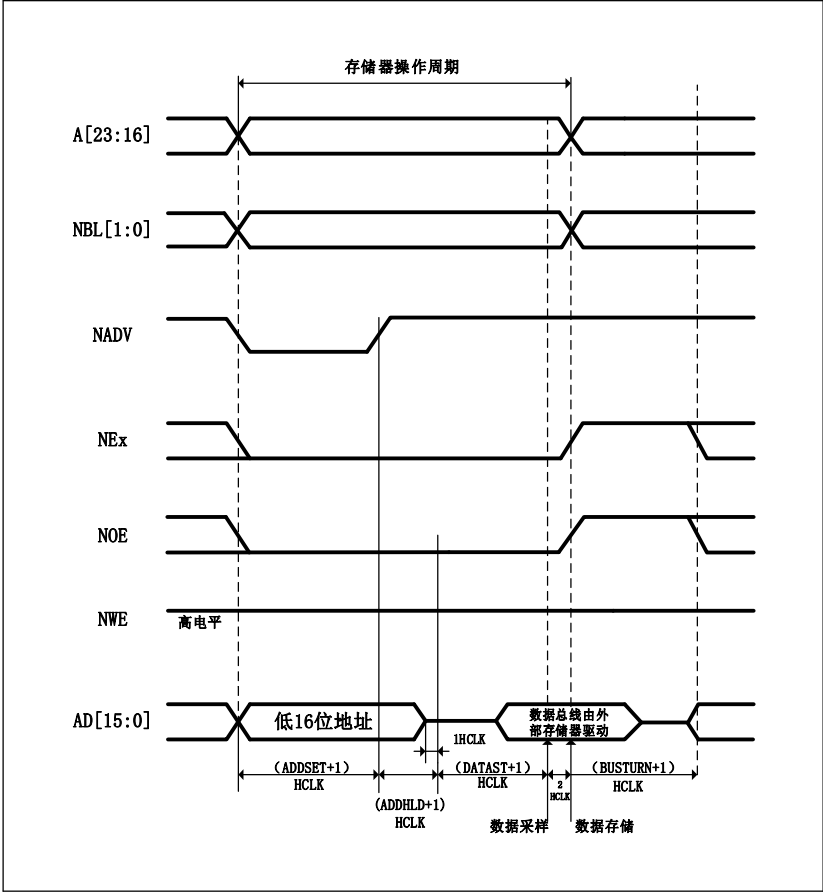 存储器操作周期
A[23:16]
NBL[1:0]
NADV
NEx
NOE
NWE
高电平
AD[15:0]
低16位地址
数据总线由外
部存储器驱动
1HCLK
(ADDSET+1)
HCLK
(ADDHLD+1)
HCLK
(DATAST+1)
HCLK
2
HCLK
(BUSTURN+1)
HCLK
数据采样
数据存储